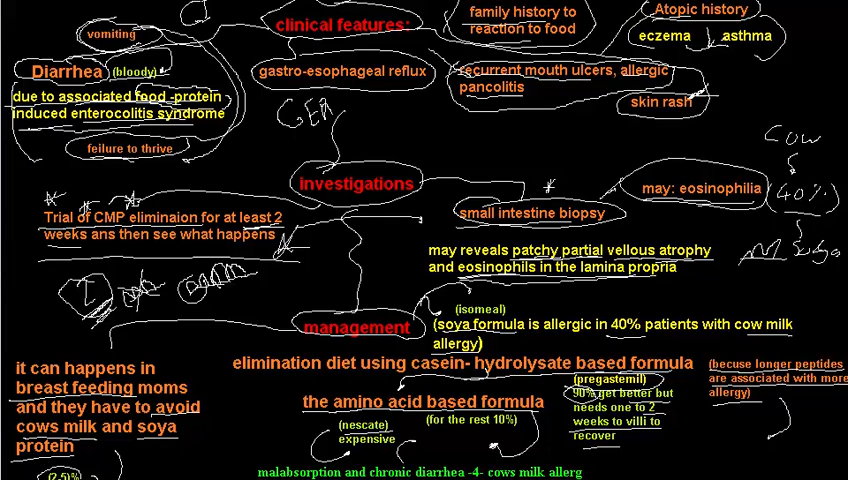 clinical features:
family history to
reaction to food
Atopic history
eczema
asthma
vomiting
Diarrhea (bloody)
due to associated food -protein
induced enterocolitis syndrome
feilure to thrive
gastro-esophageal reflux
recurrent mouth ulcers, allergic
pancolitis
skin rash
GER
investigations
Trial of CMP eliminaion for at least 2
weeks ans then see what happens
small intestine biopsy
may: eosinophilia
Cow
(40%)
Soya
may reveals patchy partial vellous atrophy
and eosinophils in the lamina propria
management
(isomeal)
(soya formula is allergic in 40% patients with cow milk
allergy)
elimination diet using casein- hydrolysate based formula
(pregastemil)
90% get better but
needs one to 2
weeks to villi to
recover
(becuse longer peptides
are associated with more
allergy)
the amino acid based formula
(nescate)
expensive
(for the rest 10%)
it can happens in
breast feeding moms
and they have to avoid
cows milk and soya
protein
(2-5)%
malabsorption and chronic diarrhea -4- cows milk allerg